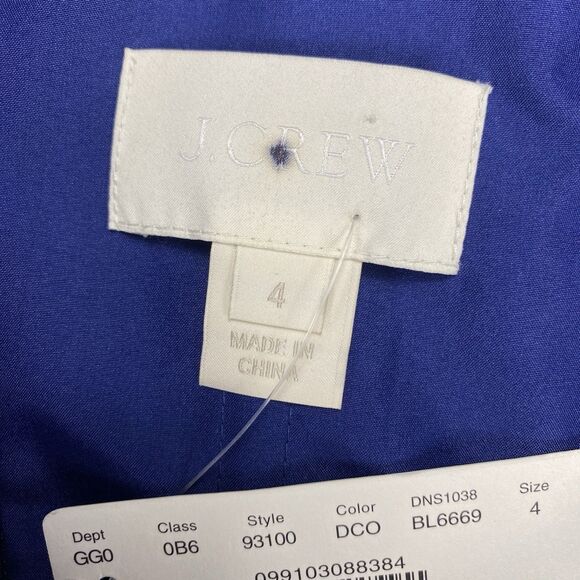 J.CREW
4
MADE IN
CHINA
Dept Class Style Color DNS1038 Size
GG0 0B6 93100 DCO BL6669 4
099103088384